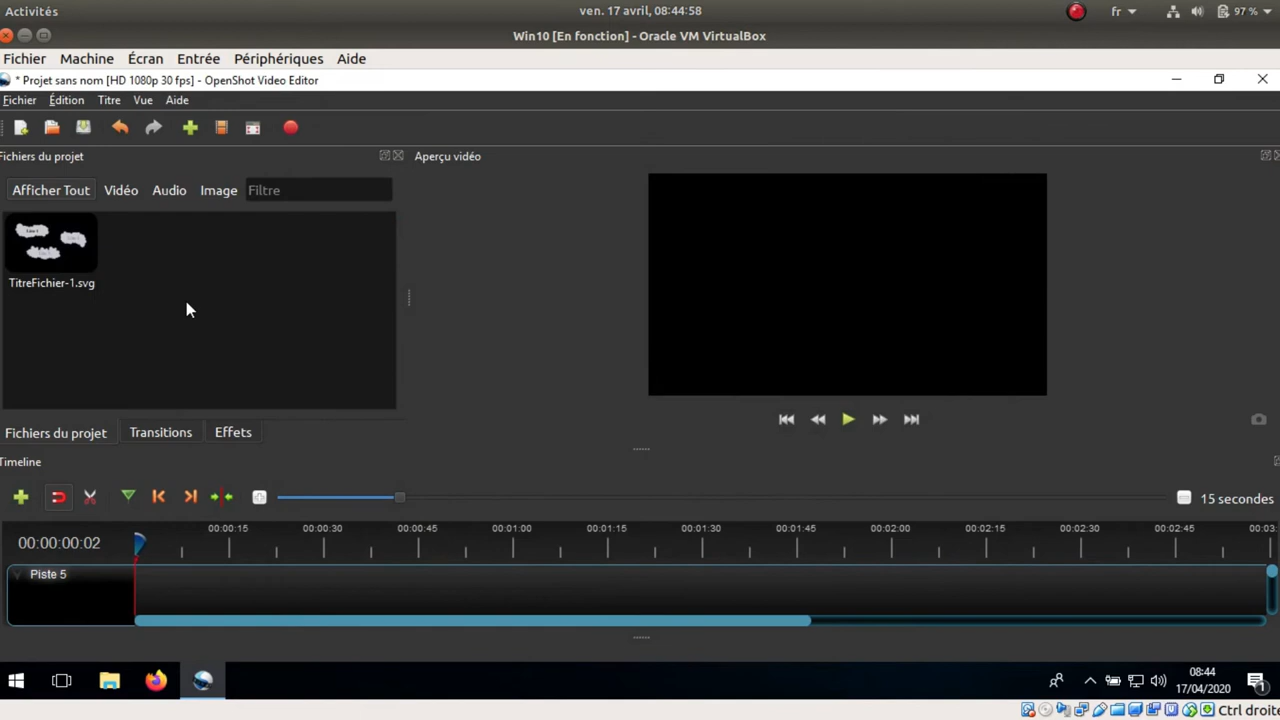 Activités
ven. 17 avril, 08:44:58
fr
97 %
Win10 [En fonction] - Oracle VM VirtualBox
Fichier Machine Écran Entrée Périphériques Aide
* Projet sans nom [HD 1080p 30 fps] - OpenShot Video Editor
Fichier Édition Titre Vue Aide
Fichiers du projet
Aperçu vidéo
Afficher Tout Vidéo Audio Image Filtre
TitreFichier-1.svg
Fichiers du projet Transitions Effets
Timeline
15 secondes
00:00:15 00:00:30 00:00:45 00:01:00 00:01:15 00:01:30 00:01:45 00:02:00 00:02:15 00:02:30 00:02:45 00:03:
00:00:00:02
Piste 5
08:44
17/04/2020
1
Ctrl droite